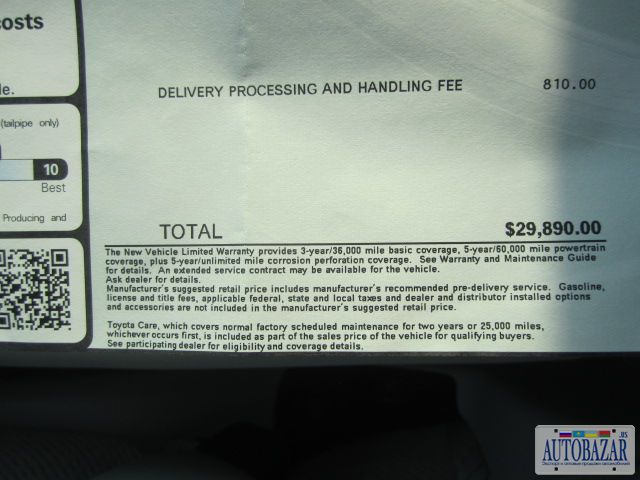 costs
le.
(tailpipe only)
10
Best
Producing and
DELIVERY PROCESSING AND HANDLING FEE 810.00
TOTAL $29,890.00
The New Vehicle Limited Warranty provides 3-year/36,000 mile basic coverage, 5-year/60,000 mile powertrain
coverage, plus 5-year/unlimited mile corrosion perforation coverage. See Warranty and Maintenance Guide
for details. An extended service contract may be available for the vehicle.
Ask dealer for details.
Manufacturer's suggested retail price includes manufacturer's recommended pre-delivery service. Gasoline,
license and title fees, applicable federal, state and local taxes and dealer and distributor installed options
and accessories are not included in the manufacturer's suggested retail price.
Toyota Care, which covers normal factory scheduled maintenance for two years or 25,000 miles,
whichever occurs first, is included as part of the sales price of the vehicle for qualifying buyers.
See participating dealer for eligibility and coverage details.
.us
AUTOBAZAR
Экспорт и оптовые продажи автомобилей